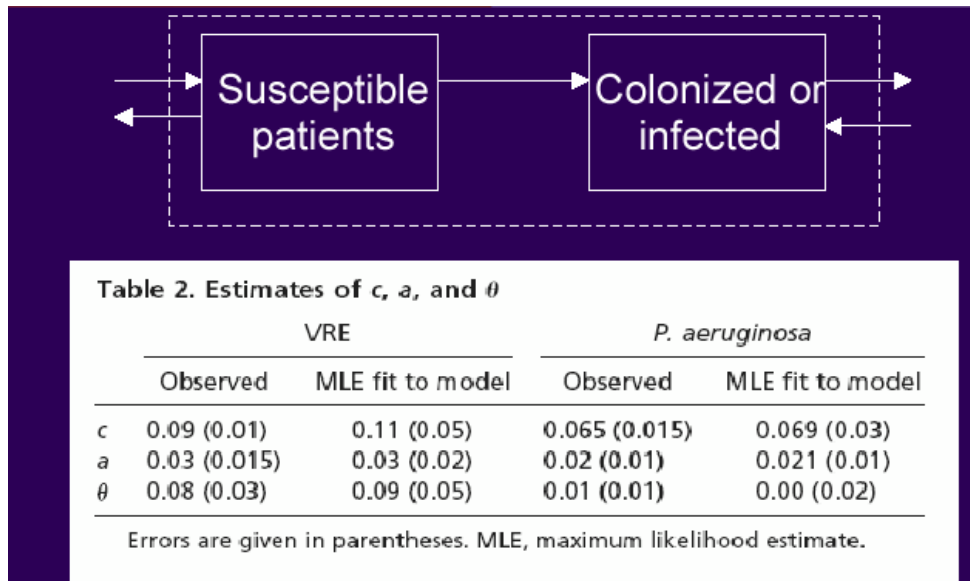 Susceptible patients
Colonized or infected
Table 2. Estimates of c, a, and θ
VRE P. aeruginosa
Observed MLE fit to model Observed MLE fit to model
c 0.09 (0.01) 0.11 (0.05) 0.065 (0.015) 0.069 (0.03)
a 0.03 (0.015) 0.03 (0.02) 0.02 (0.01) 0.021 (0.01)
θ 0.08 (0.03) 0.09 (0.05) 0.01 (0.01) 0.00 (0.02)
Errors are given in parentheses. MLE, maximum likelihood estimate.